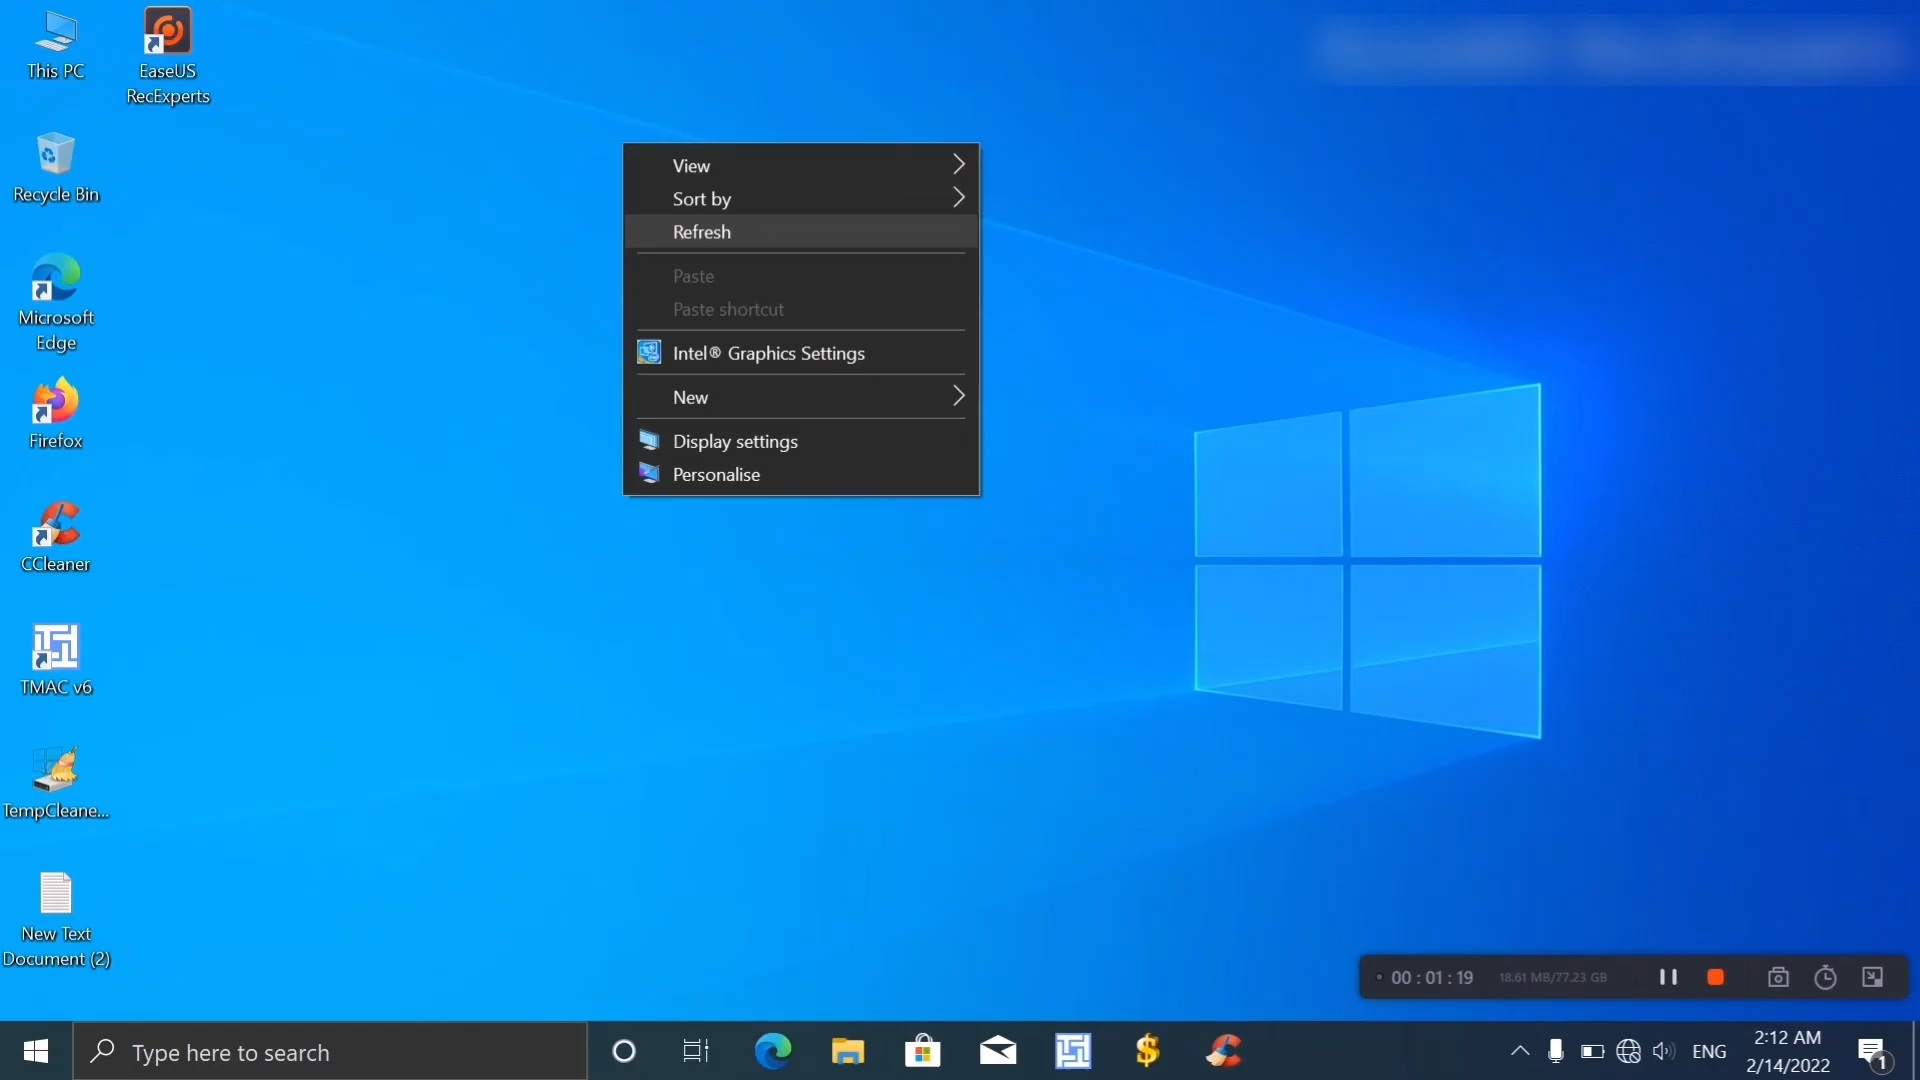 This PC
EaseUS
RecExperts
Recycle Bin
Microsoft
Edge
Firefox
CCleaner
TMAC v6
TempCleane...
New Text
Document (2)
View
Sort by
Refresh
Paste
Paste shortcut
Intel® Graphics Settings
New
Display settings
Personalise
00 : 01 : 19
18.61 MB/77.23 GB
Type here to search
ENG
2:12 AM
2/14/2022
1